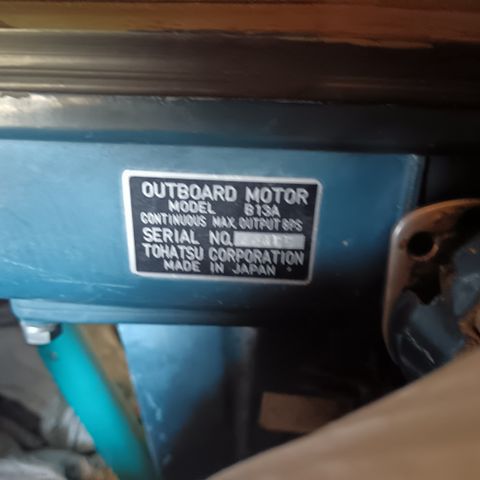 OUTBOARD MOTOR
MODEL B13A
CONTINUOUS MAX. OUTPUT 8PS
SERIAL NO.
TOHATSU CORPORATION
MADE IN JAPAN